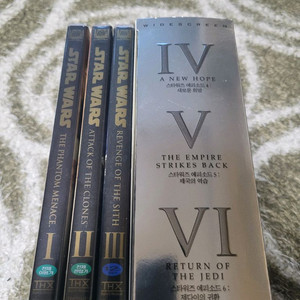 STAR WARS
THE PHANTOM MENACE
I
THX
STAR WARS
ATTACK OF THE CLONES
II
THX
STAR WARS
REVENGE OF THE SITH
III
THX
WIDESCREEN
IV
A NEW HOPE
스타워즈 에피소드 4 :
새로운 희망
V
THE EMPIRE
STRIKES BACK
스타워즈 에피소드 5 :
제국의 역습
VI
RETURN OF
THE JEDI
스타워즈 에피소드 6 :
제다이의 귀환